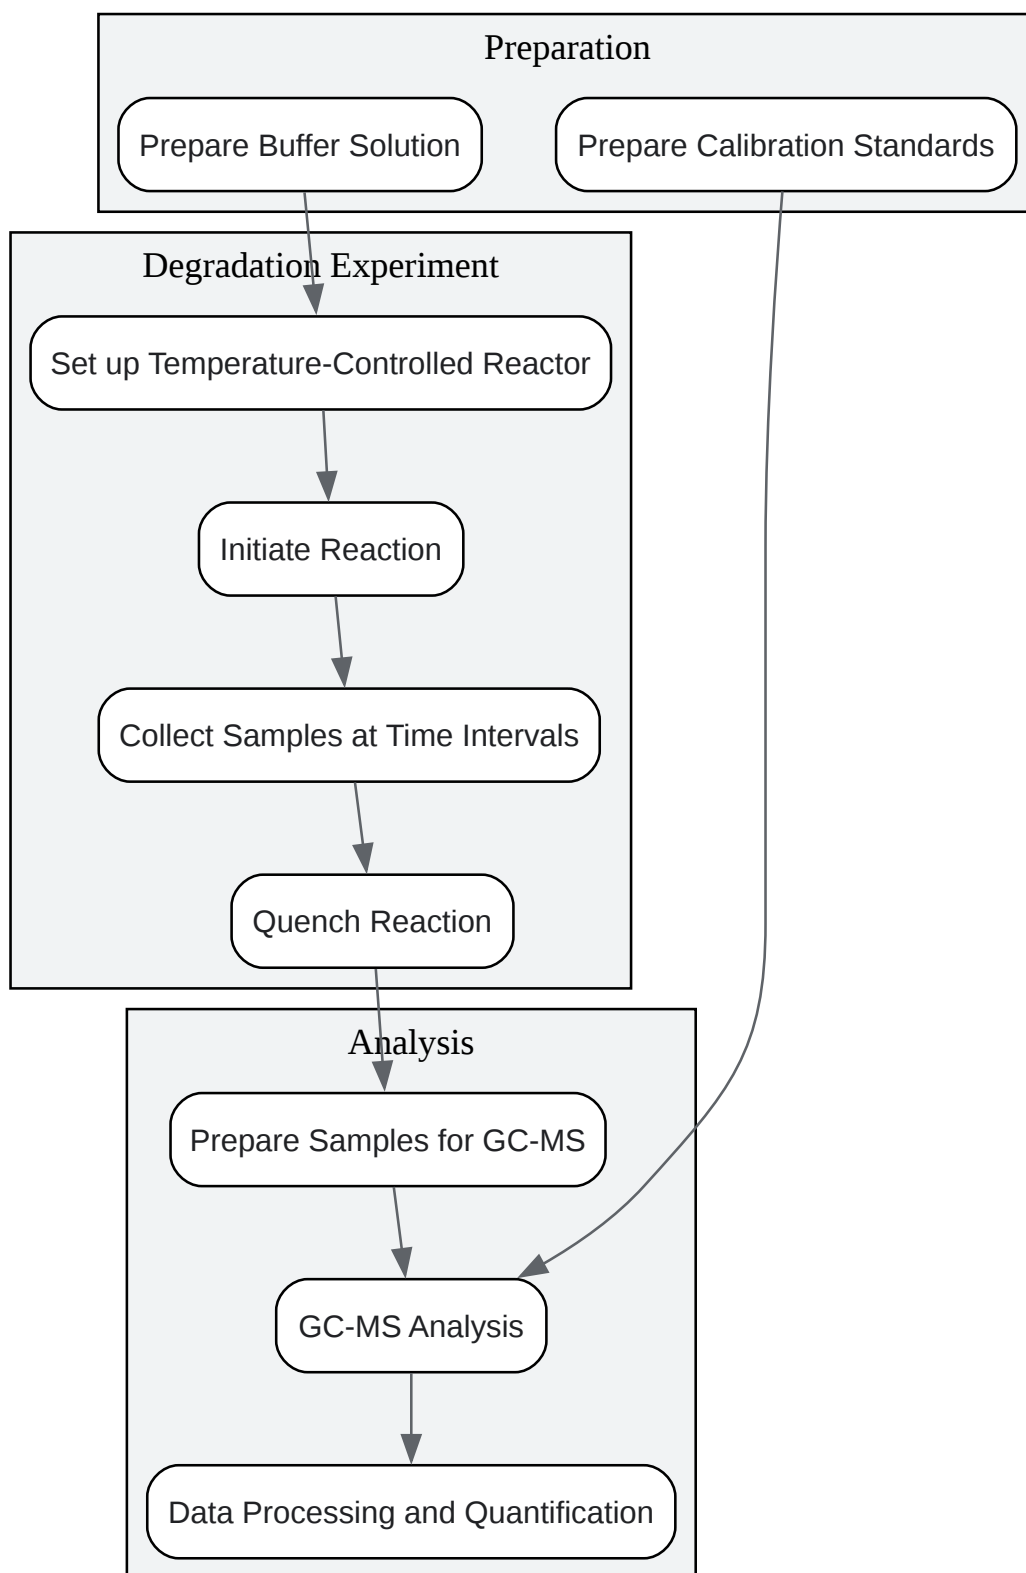 Preparation
Prepare Buffer Solution
Prepare Calibration Standards
Degradation Experiment
Set up Temperature-Controlled Reactor
Initiate Reaction
Collect Samples at Time Intervals
Quench Reaction
Analysis
Prepare Samples for GC-MS
GC-MS Analysis
Data Processing and Quantification